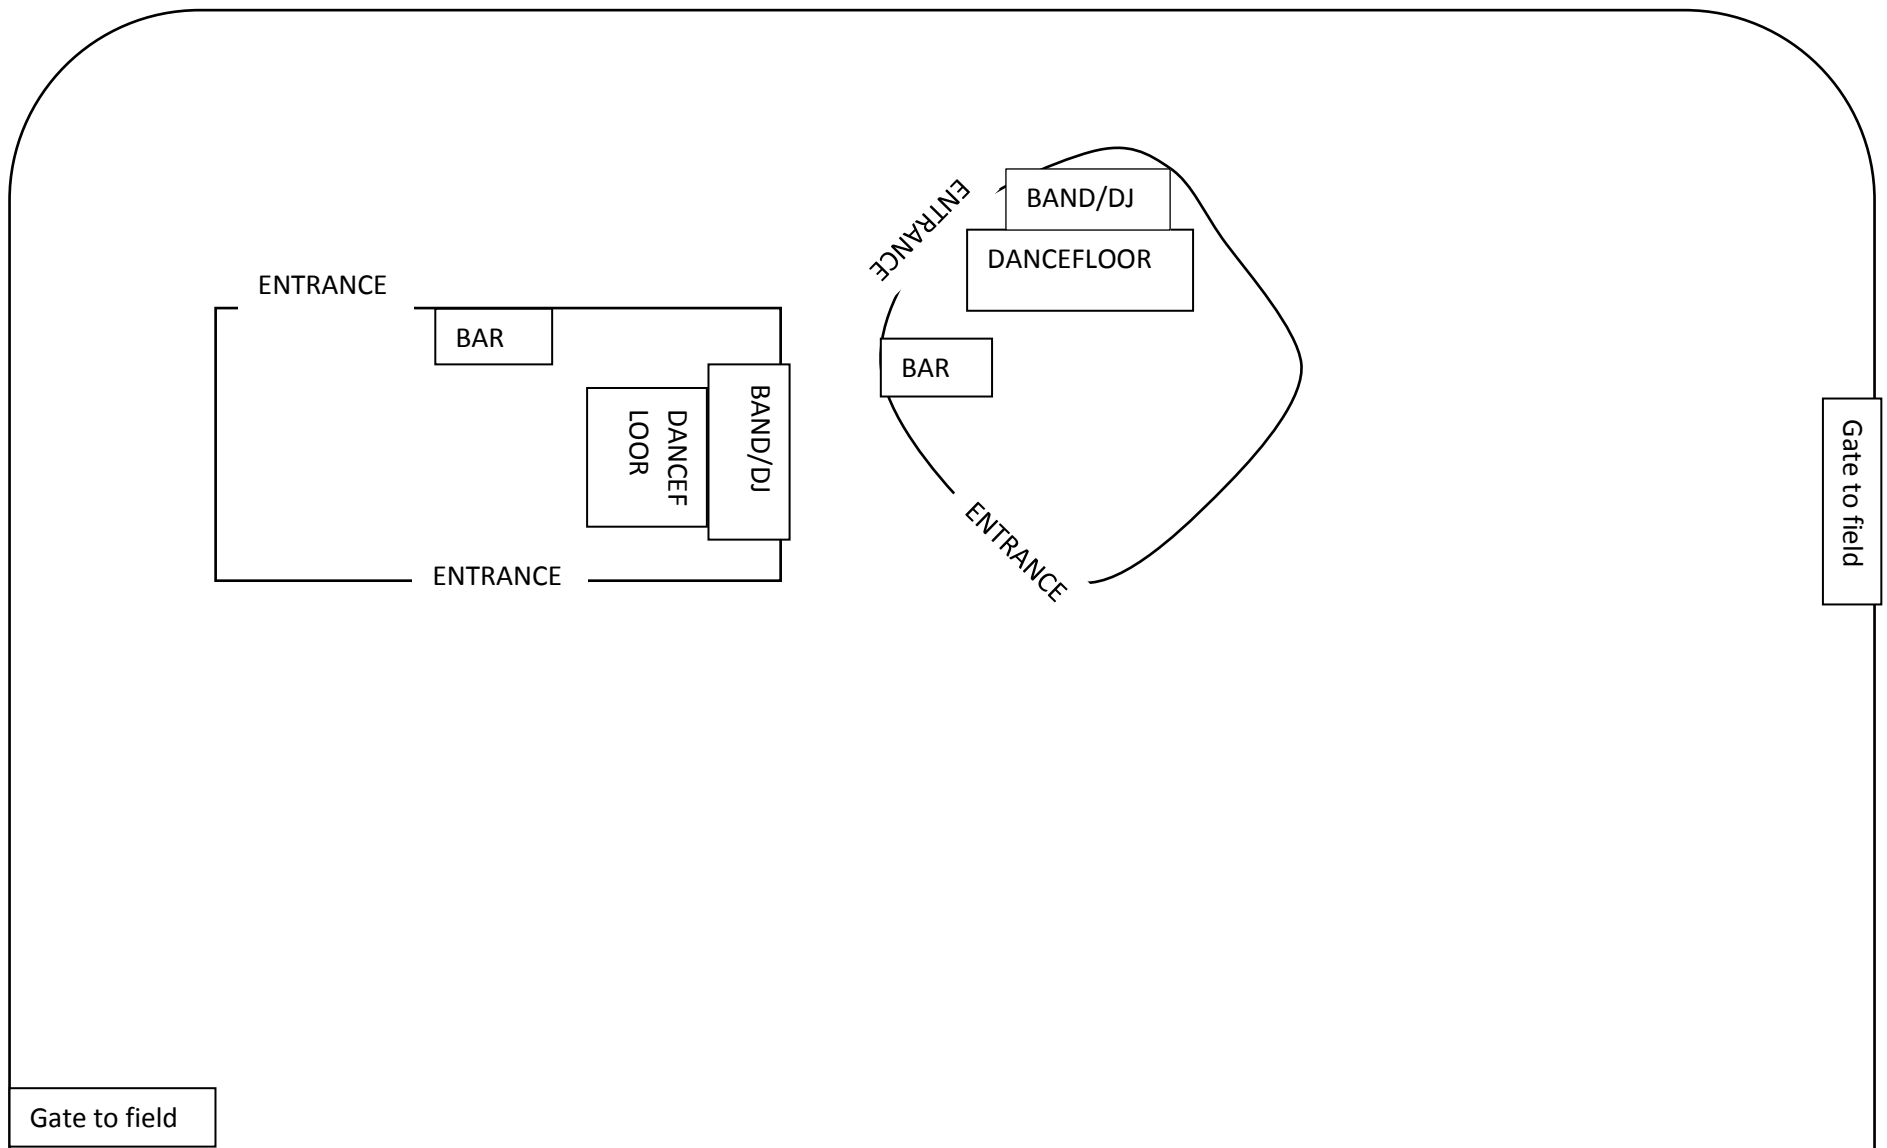 ENTRANCE
BAND/DJ
DANCEFLOOR
ENTRANCE
BAR
BAR
BAND/DJ
DANCEF
LOOR
Gate to field
ENTRANCE
ENTRANCE
Gate to field